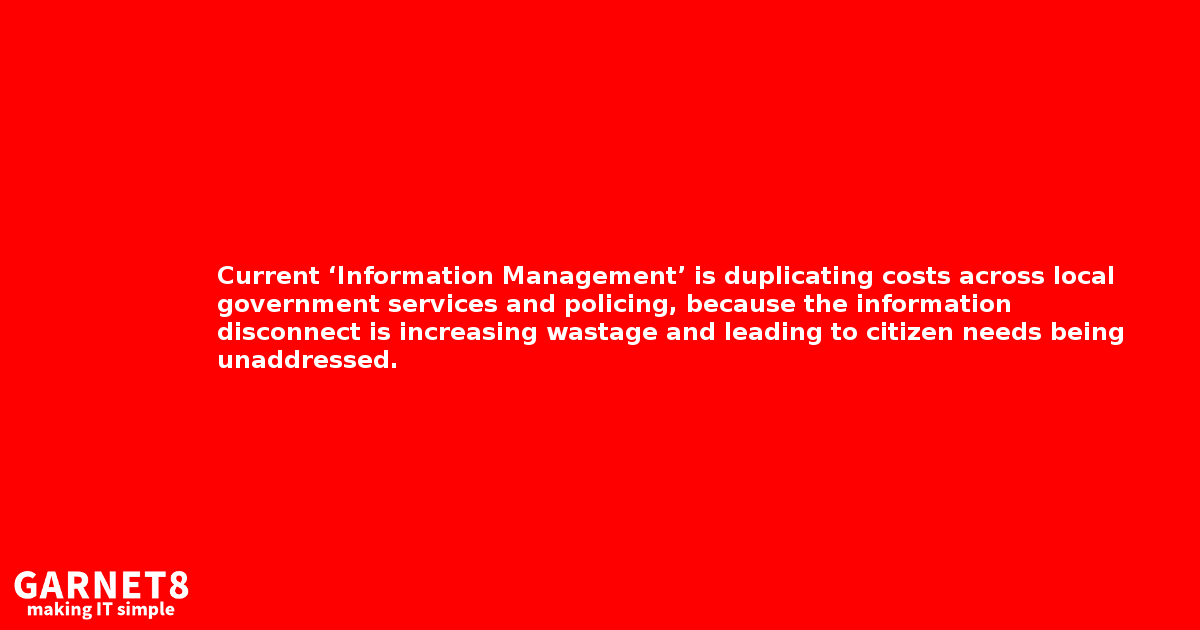 Current ‘Information Management’ is duplicating costs across local
government services and policing, because the information
disconnect is increasing wastage and leading to citizen needs being
unaddressed.
GARNET8
making IT simple